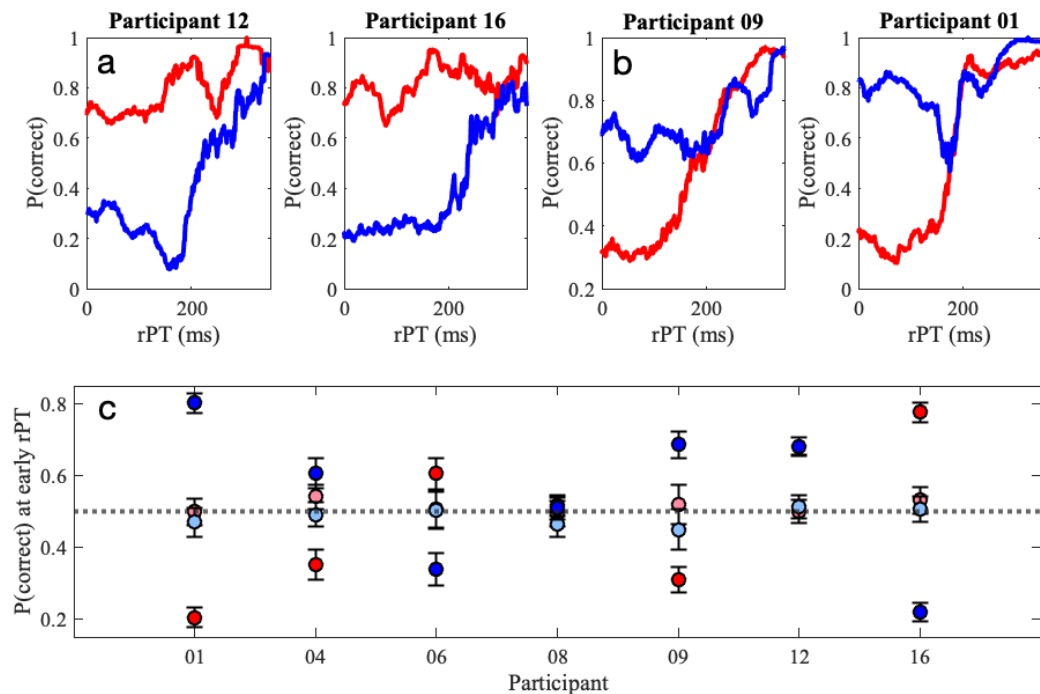 Participant 12 Participant 16 Participant 09 Participant 01
a
b
1 1 1 1
0.8 0.8 0.8 0.8
0.6 0.6 0.6 0.6
0.4 0.4 0.4 0.4
0.2 0.2 0.2
0 0 0.2 0
P(correct) P(correct) P(correct) P(correct)
0 200 0 200 0 200 0 200
rPT (ms) rPT (ms) rPT (ms) rPT (ms)
c
0.8
0.6
0.4
0.2
P(correct) at early rPT
01 04 06 08 09 12 16
Participant